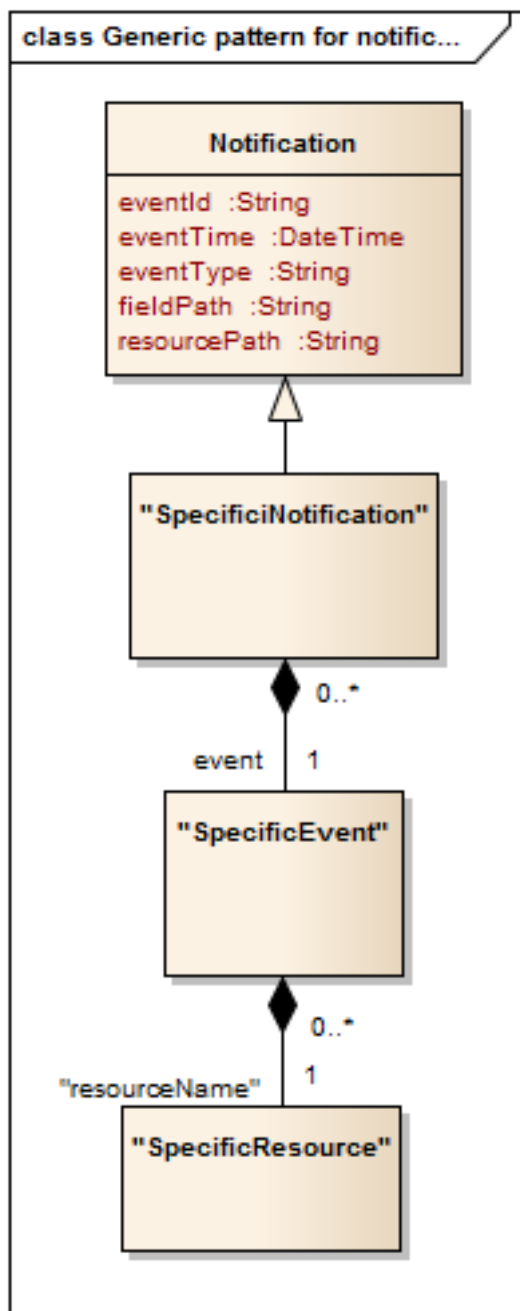 class Generic pattern for notific...
Notification
eventId :String
eventTime :DateTime
eventType :String
fieldPath :String
resourcePath :String
"SpecificiNotification"
0..*
event 1
"SpecificEvent"
0..*
1
"resourceName"
"SpecificResource"